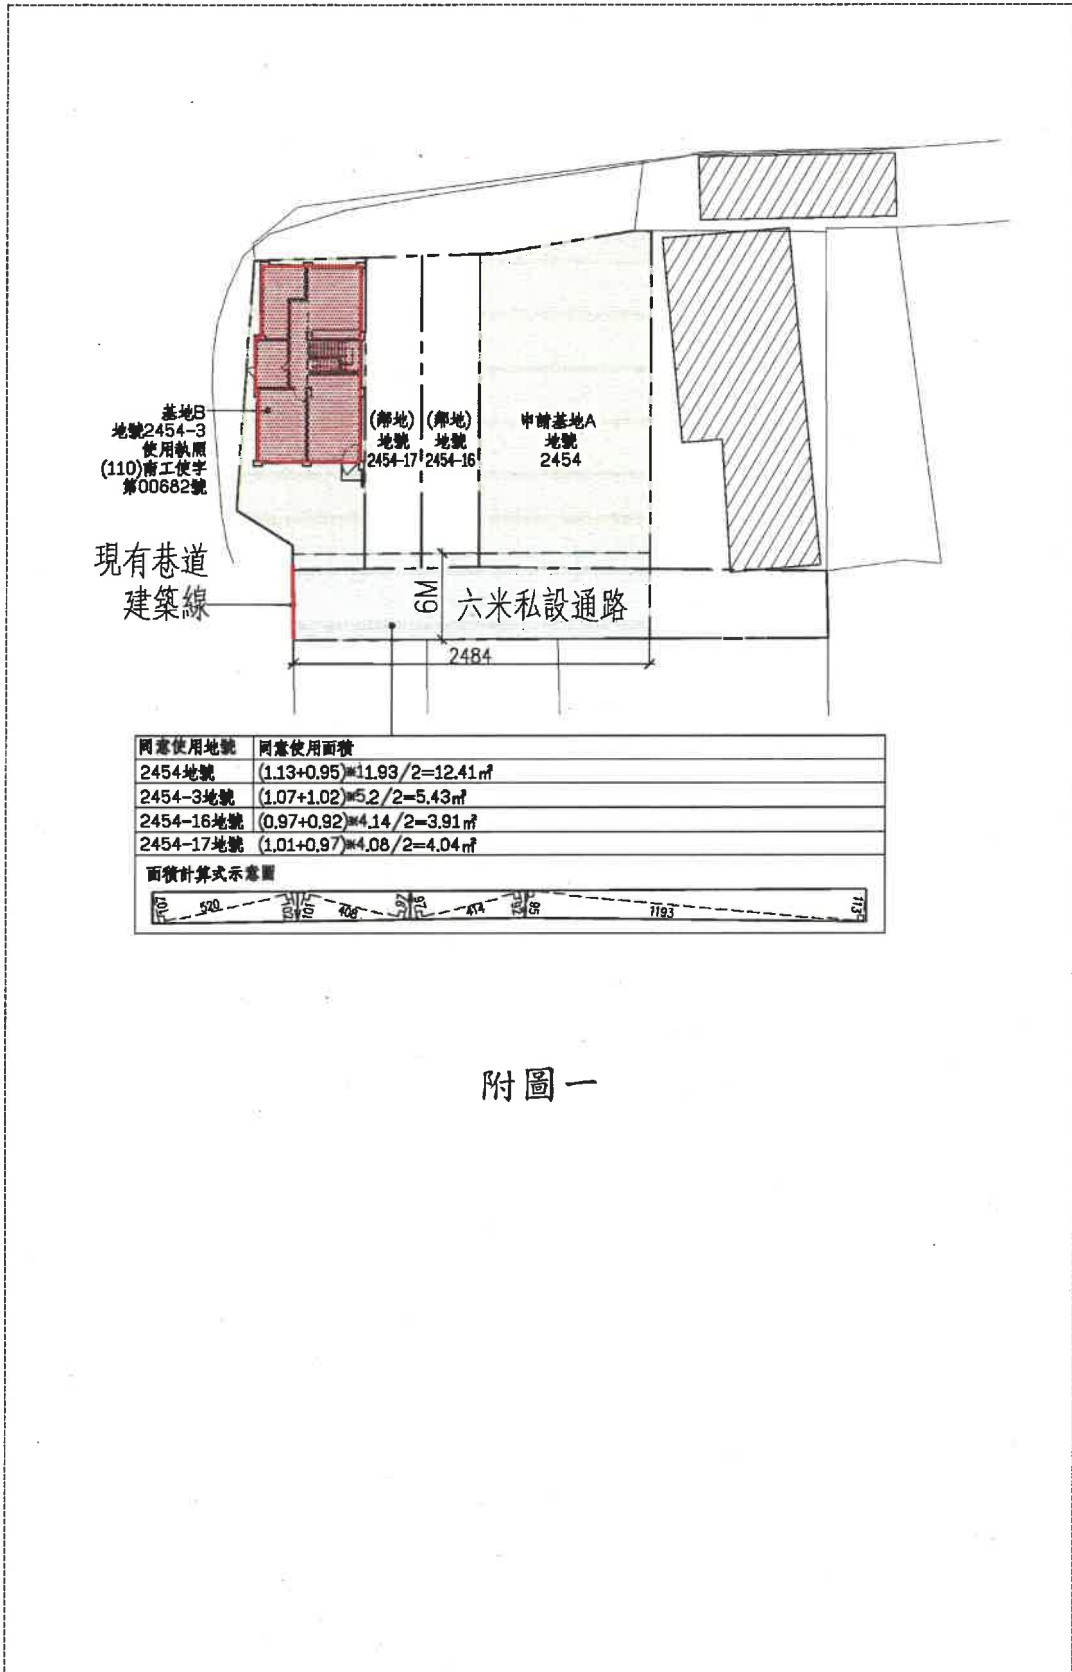 基地B
地號2454-3
使用執照
(110)南工使字
第00682號
(鄰地)
地號
2454-17
(鄰地)
地號
2454-16
申請基地A
地號
2454
現有巷道
建築線
6M
六米私設通路
2484
同意使用地號 同意使用面積
2454地號 (1.13+0.95)*11.93/2=12.41㎡
2454-3地號 (1.07+1.02)*5.2/2=5.43㎡
2454-16地號 (0.97+0.92)*4.14/2=3.91㎡
2454-17地號 (1.01+0.97)*4.08/2=4.04㎡
面積計算式示意圖
107 520 102 101 408 97 97 414 92 95 1193 113
附圖一